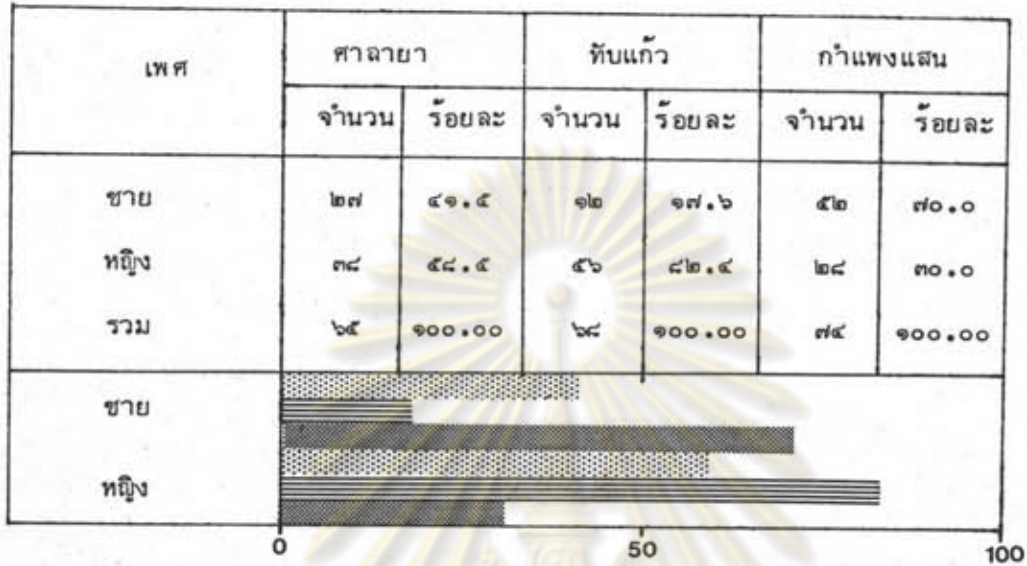 เพศ ศาลายา ทับแก้ว กำแพงแสน
จำนวน ร้อยละ จำนวน ร้อยละ จำนวน ร้อยละ
ชาย ๒๗ ๔๑.๕ ๑๒ ๑๗.๖ ๕๒ ๗๐.๐
หญิง ๓๘ ๕๘.๕ ๕๖ ๘๒.๔ ๒๘ ๓๐.๐
รวม ๖๕ ๑๐๐.๐๐ ๖๘ ๑๐๐.๐๐ ๗๔ ๑๐๐.๐๐
ชาย
หญิง
0 50 100